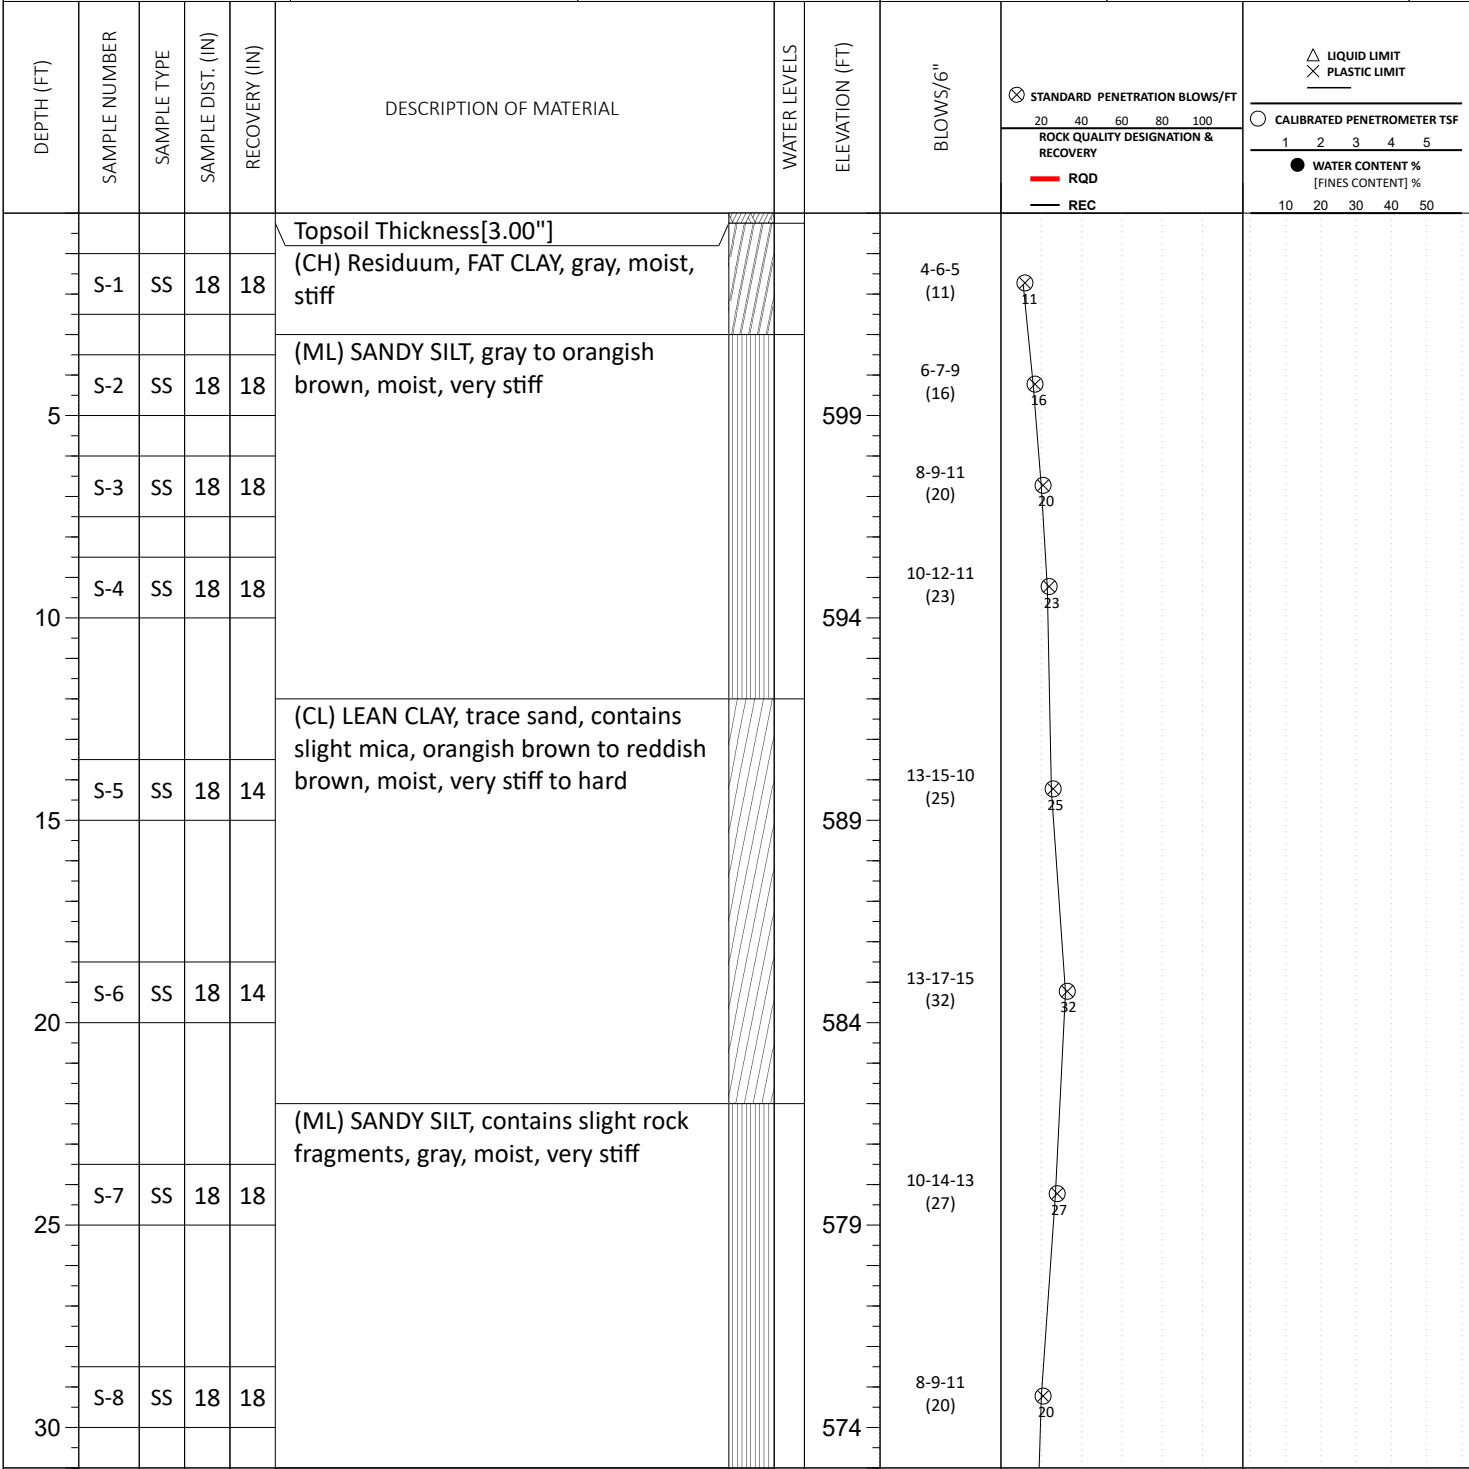 DEPTH (FT)
SAMPLE NUMBER
SAMPLE TYPE
SAMPLE DIST. (IN)
RECOVERY (IN)
DESCRIPTION OF MATERIAL
WATER LEVELS
ELEVATION (FT)
BLOWS/6"
STANDARD PENETRATION BLOWS/FT
20 40 60 80 100
ROCK QUALITY DESIGNATION &
RECOVERY
RQD
REC
LIQUID LIMIT
PLASTIC LIMIT
CALIBRATED PENETROMETER TSF
1 2 3 4 5
WATER CONTENT %
[FINES CONTENT] %
10 20 30 40 50
Topsoil Thickness[3.00"]
(CH) Residuum, FAT CLAY, gray, moist,
stiff
S-1 SS 18 18
4-6-5
(11)
11
(ML) SANDY SILT, gray to orangish
brown, moist, very stiff
S-2 SS 18 18
6-7-9
(16)
16
5
599
S-3 SS 18 18
8-9-11
(20)
20
S-4 SS 18 18
10-12-11
(23)
23
10
594
(CL) LEAN CLAY, trace sand, contains
slight mica, orangish brown to reddish
brown, moist, very stiff to hard
S-5 SS 18 14
13-15-10
(25)
25
15
589
S-6 SS 18 14
13-17-15
(32)
32
20
584
(ML) SANDY SILT, contains slight rock
fragments, gray, moist, very stiff
S-7 SS 18 18
10-14-13
(27)
27
25
579
S-8 SS 18 18
8-9-11
(20)
20
30
574